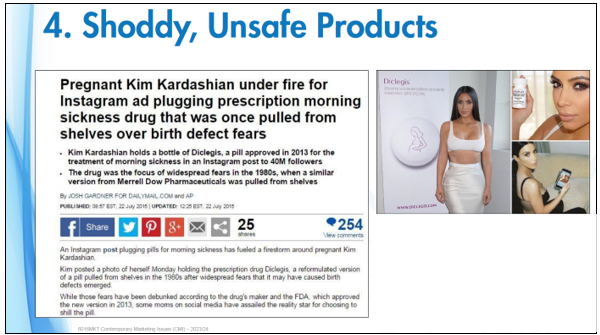 4. Shoddy, Unsafe Products
Pregnant Kim Kardashian under fire for
Instagram ad plugging prescription morning
sickness drug that was once pulled from
shelves over birth defect fears
• Kim Kardashian holds a bottle of Diclegis, a pill approved in 2013 for the
treatment of morning sickness in an Instagram post to 40M followers
• The drug was the focus of widespread fears in the 1980s, when a similar
version from Merrell Dow Pharmaceuticals was pulled from shelves
By JOSH GARDNER FOR DAILYMAIL.COM and AP
PUBLISHED: 08:57 EST, 22 July 2015 | UPDATED: 12:25 EST, 22 July 2015
f Share
g+
25
shares
254
View comments
An Instagram post plugging pills for morning sickness has fueled a firestorm around pregnant Kim
Kardashian.
Kim posted a photo of herself Monday holding the prescription drug Diclegis, a reformulated version
of a pill pulled from shelves in the 1980s after widespread fears that it may have caused birth
defects emerged.
While those fears have been debunked according to the drug's maker and the FDA, which approved
the new version in 2013, some moms on social media have assailed the reality star for choosing to
shill the pill.
Diclegis
WWW.DICLEGIS.COM
Contemporary Marketing Issues (CMI) - 2023/24